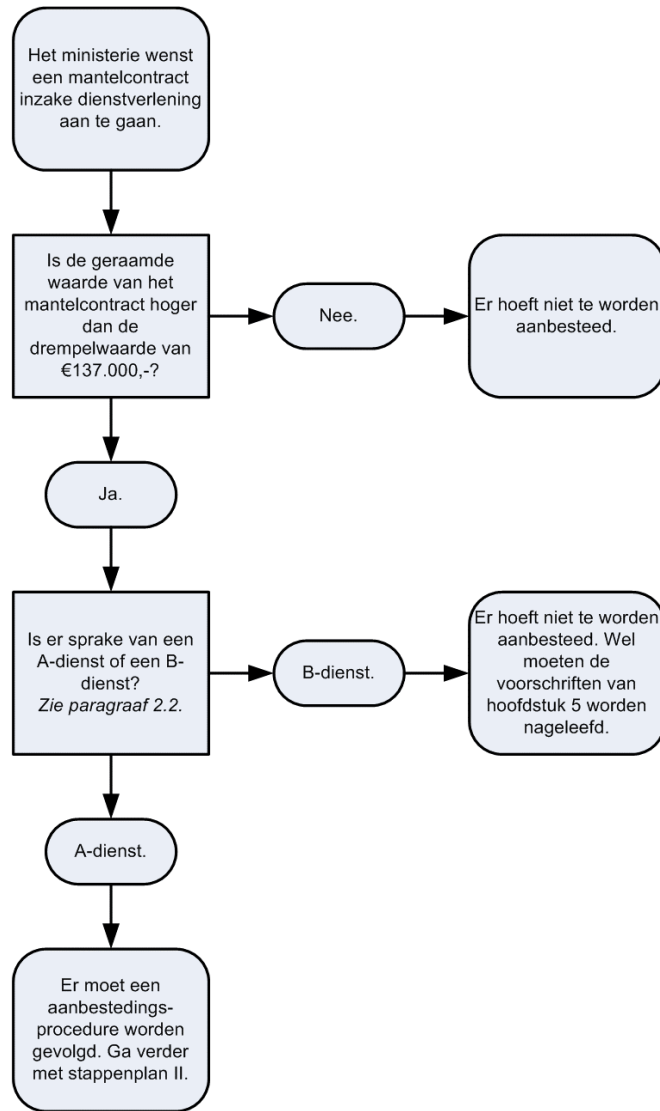 Het ministerie wenst
een mantelcontract
inzake dienstverlening
aan te gaan.
Is de geraamde
waarde van het
mantelcontract hoger
dan de
drempelwaarde van
€137.000,-?
Nee.
Er hoeft niet te worden
aanbesteed.
Ja.
Is er sprake van een
A-dienst of een B-
dienst?
Zie paragraaf 2.2.
B-dienst.
Er hoeft niet te worden
aanbesteed. Wel
moeten de
voorschriften van
hoofdstuk 5 worden
nageleefd.
A-dienst.
Er moet een
aanbestedings-
procedure worden
gevolgd. Ga verder
met stappenplan II.